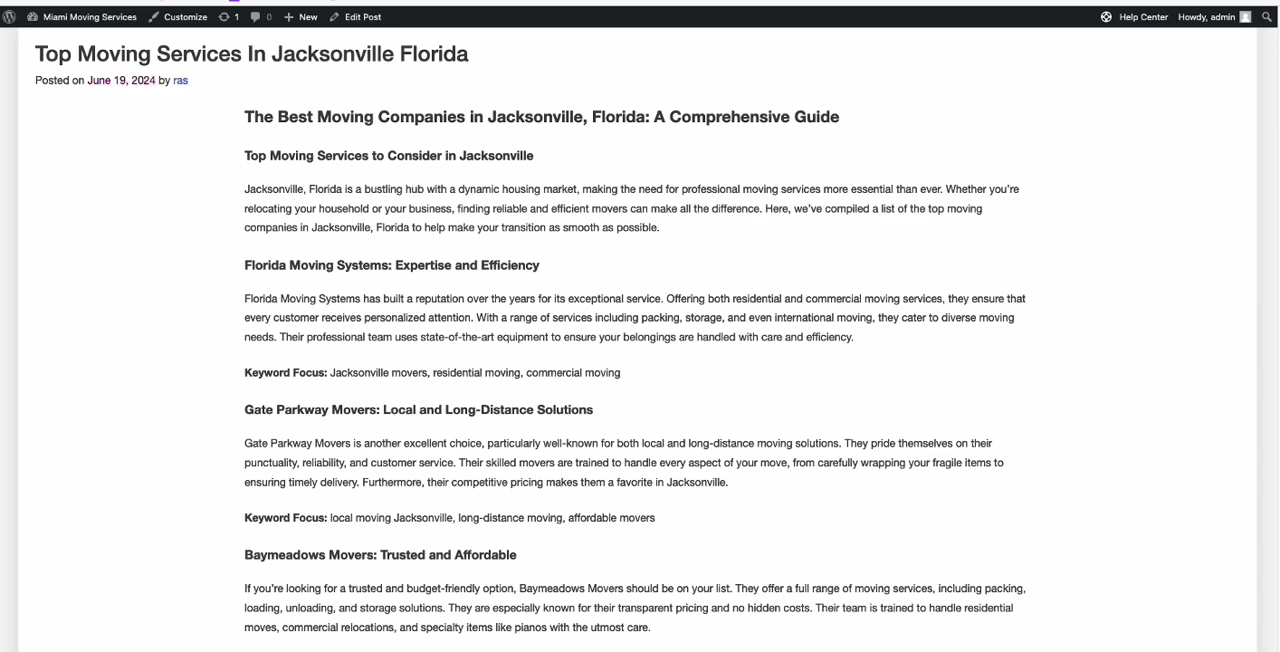 Miami Moving Services Customize 1 0 New Edit Post Help Center Howdy, admin
Top Moving Services In Jacksonville Florida
Posted on June 19, 2024 by ras
The Best Moving Companies in Jacksonville, Florida: A Comprehensive Guide
Top Moving Services to Consider in Jacksonville
Jacksonville, Florida is a bustling hub with a dynamic housing market, making the need for professional moving services more essential than ever. Whether you’re
relocating your household or your business, finding reliable and efficient movers can make all the difference. Here, we’ve compiled a list of the top moving
companies in Jacksonville, Florida to help make your transition as smooth as possible.
Florida Moving Systems: Expertise and Efficiency
Florida Moving Systems has built a reputation over the years for its exceptional service. Offering both residential and commercial moving services, they ensure that
every customer receives personalized attention. With a range of services including packing, storage, and even international moving, they cater to diverse moving
needs. Their professional team uses state-of-the-art equipment to ensure your belongings are handled with care and efficiency.
Keyword Focus: Jacksonville movers, residential moving, commercial moving
Gate Parkway Movers: Local and Long-Distance Solutions
Gate Parkway Movers is another excellent choice, particularly well-known for both local and long-distance moving solutions. They pride themselves on their
punctuality, reliability, and customer service. Their skilled movers are trained to handle every aspect of your move, from carefully wrapping your fragile items to
ensuring timely delivery. Furthermore, their competitive pricing makes them a favorite in Jacksonville.
Keyword Focus: local moving Jacksonville, long-distance moving, affordable movers
Baymeadows Movers: Trusted and Affordable
If you’re looking for a trusted and budget-friendly option, Baymeadows Movers should be on your list. They offer a full range of moving services, including packing,
loading, unloading, and storage solutions. They are especially known for their transparent pricing and no hidden costs. Their team is trained to handle residential
moves, commercial relocations, and specialty items like pianos with the utmost care.